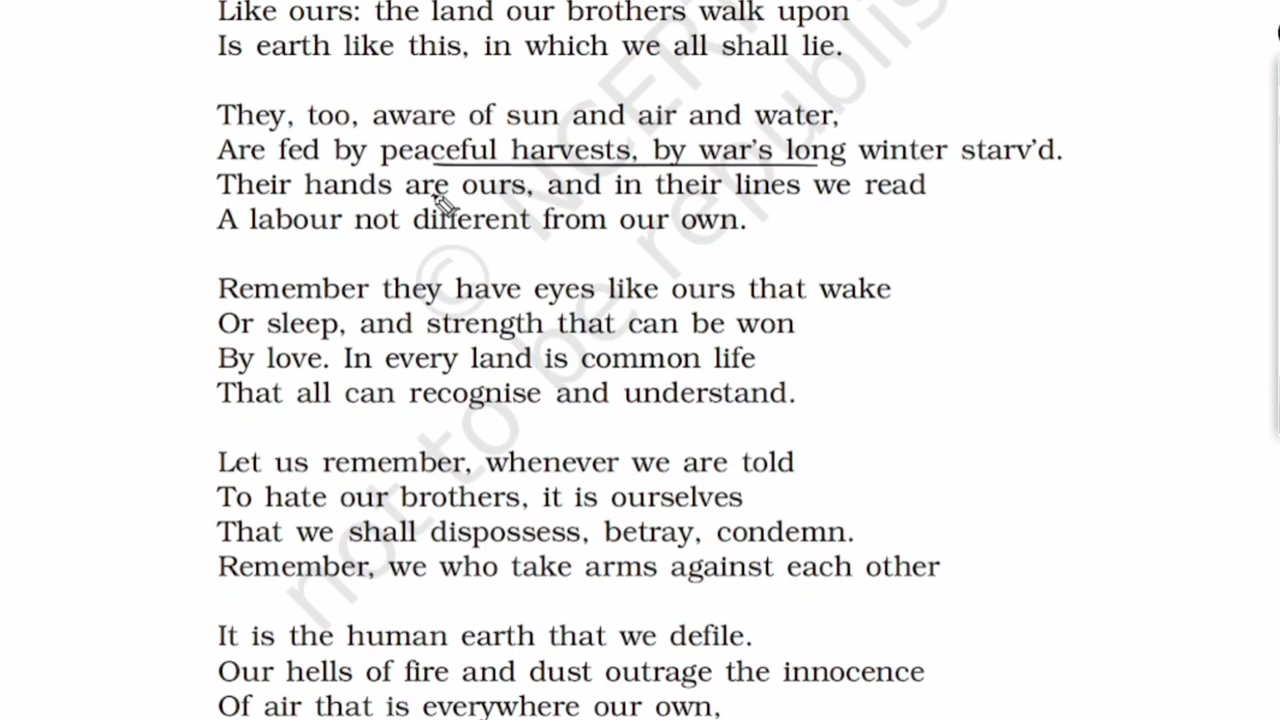 Like ours: the land our brothers walk upon
Is earth like this, in which we all shall lie.
They, too, aware of sun and air and water,
Are fed by peaceful harvests, by war's long winter starv'd.
Their hands are ours, and in their lines we read
A labour not different from our own.
Remember they have eyes like ours that wake
Or sleep, and strength that can be won
By love. In every land is common life
That all can recognise and understand.
Let us remember, whenever we are told
To hate our brothers, it is ourselves
That we shall dispossess, betray, condemn.
Remember, we who take arms against each other
It is the human earth that we defile.
Our hells of fire and dust outrage the innocence
Of air that is everywhere our own,
© NCERT
not to be republis